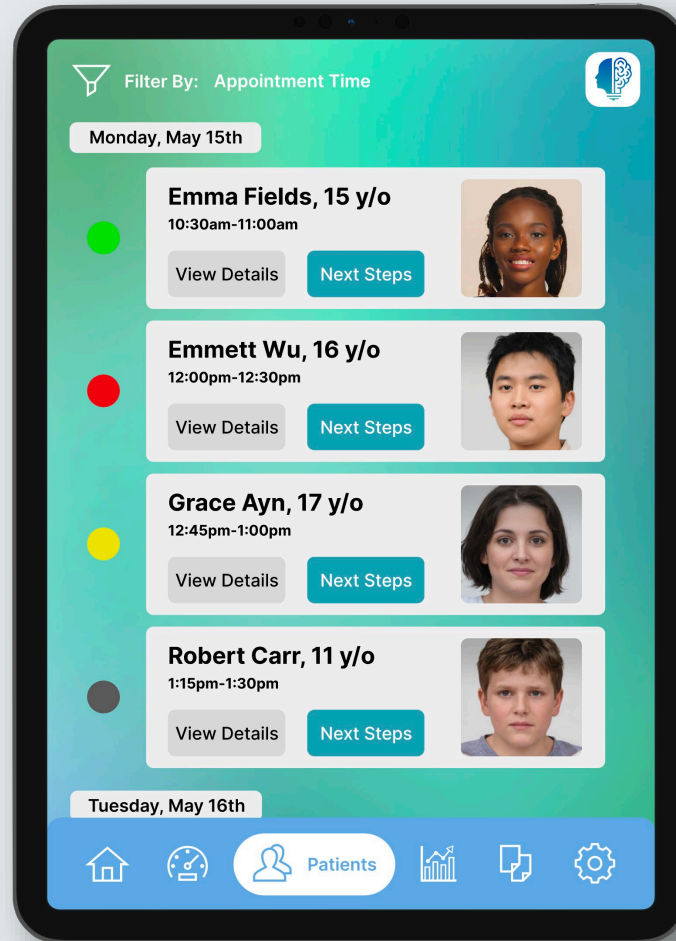 Filter By: Appointment Time
Monday, May 15th
Emma Fields, 15 y/o
10:30am-11:00am
View Details Next Steps
Emmett Wu, 16 y/o
12:00pm-12:30pm
View Details Next Steps
Grace Ayn, 17 y/o
12:45pm-1:00pm
View Details Next Steps
Robert Carr, 11 y/o
1:15pm-1:30pm
View Details Next Steps
Tuesday, May 16th
Patients